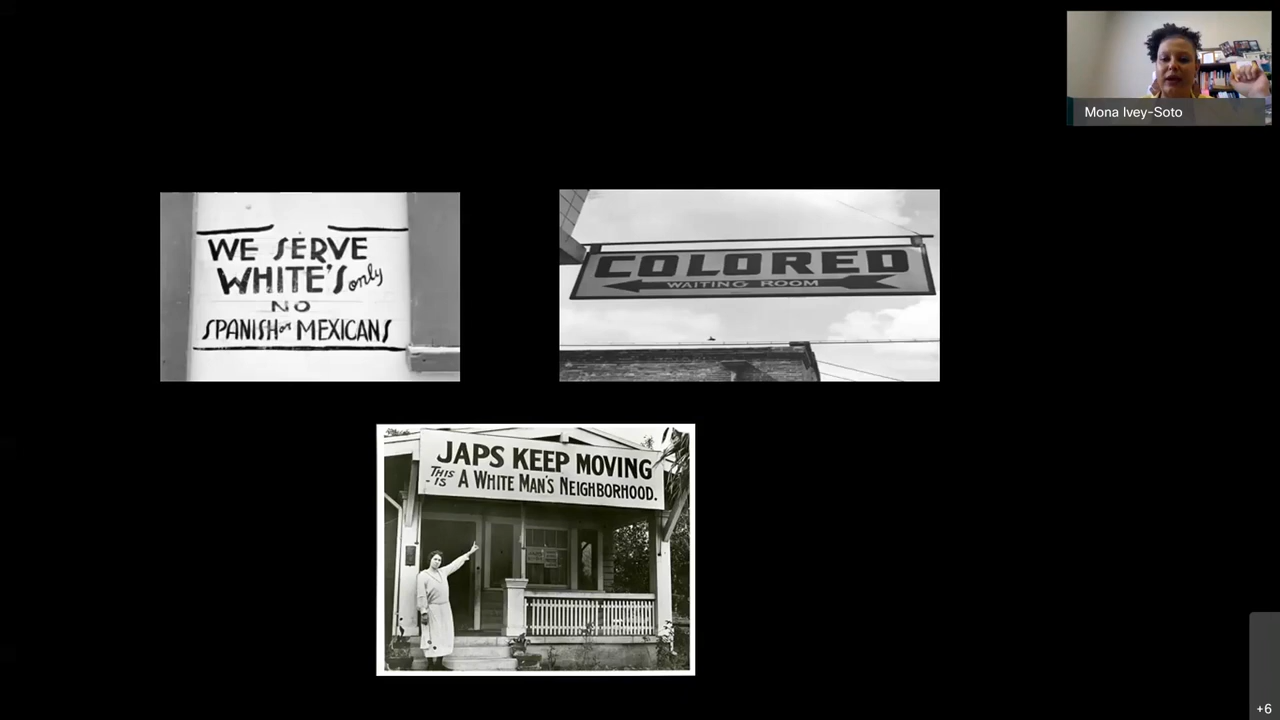 Mona Ivey-Soto
WE SERVE
WHITE'S only
NO
SPANISH or MEXICANS
COLORED
WAITING ROOM
JAPS KEEP MOVING
THIS IS A WHITE MAN'S NEIGHBORHOOD.
+6